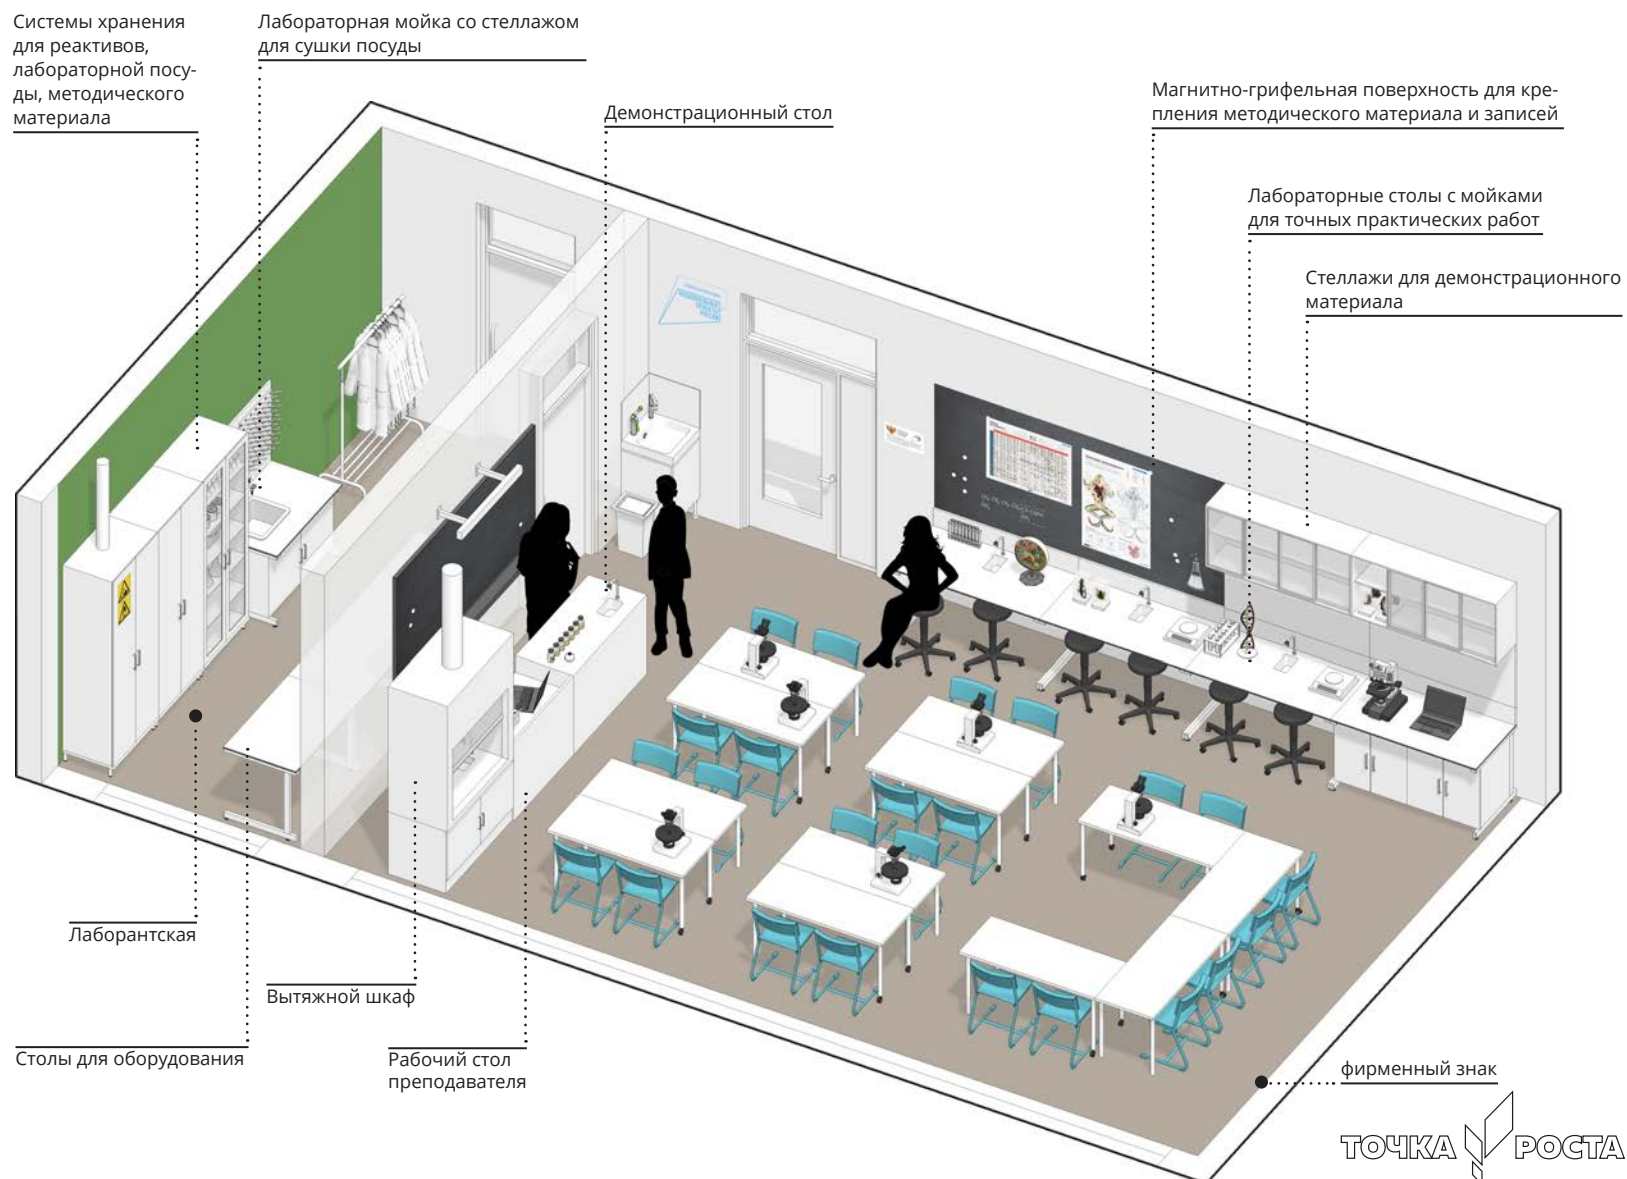 Системы хранения
для реактивов,
лабораторной посу-
ды, методического
материала
Лабораторная мойка со стеллажом
для сушки посуды
Демонстрационный стол
Магнитно-грифельная поверхность для кре-
пления методического материала и записей
Лабораторные столы с мойками
для точных практических работ
Стеллажи для демонстрационного
материала
Лаборантская
Вытяжной шкаф
Столы для оборудования
Рабочий стол
преподавателя
фирменный знак
ТОЧКА РОСТА